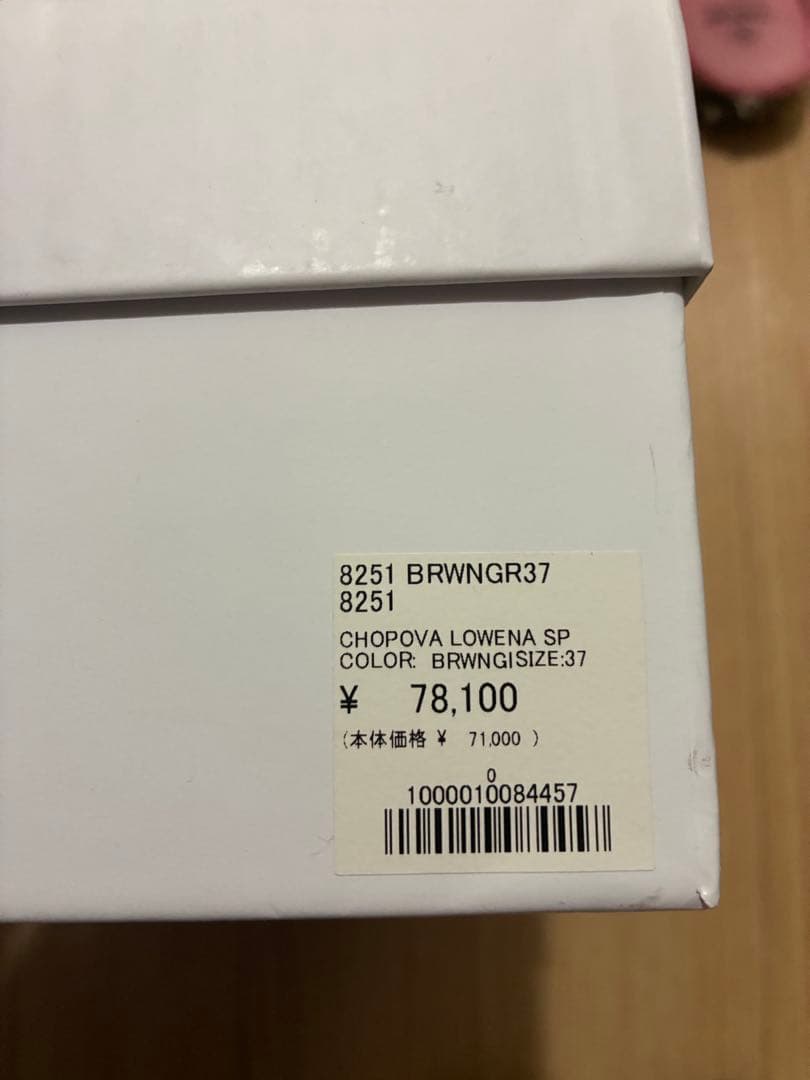 8251 BRWNGR37
8251
CHOPOVA LOWENA SP
COLOR: BRWNGISIZE:37
¥ 78,100
(本体価格 ¥ 71,000 )
0
1000010084457